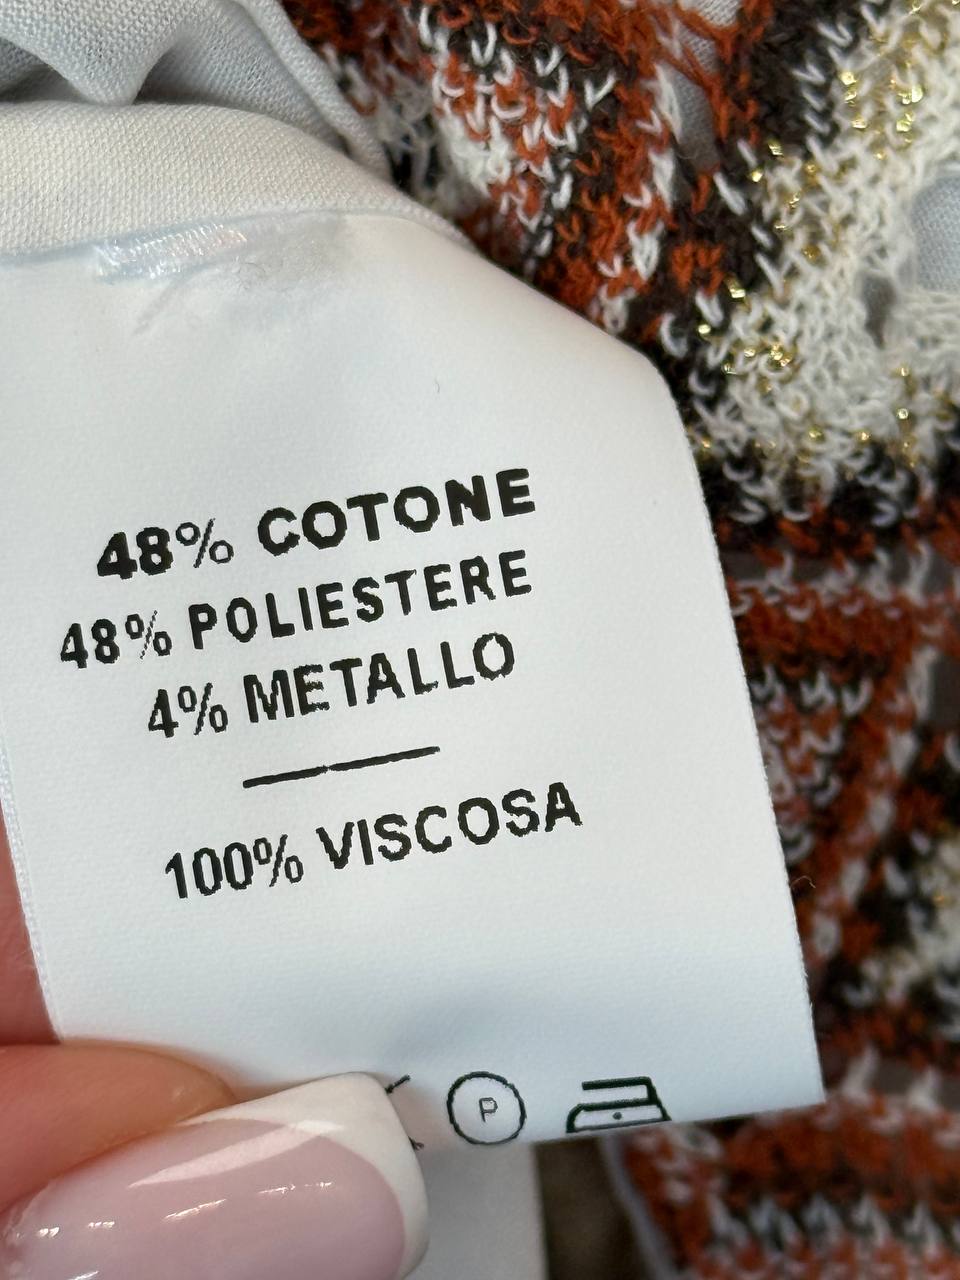 48% COTONE
48% POLIESTERE
4% METALLO
100% VISCOSA
P